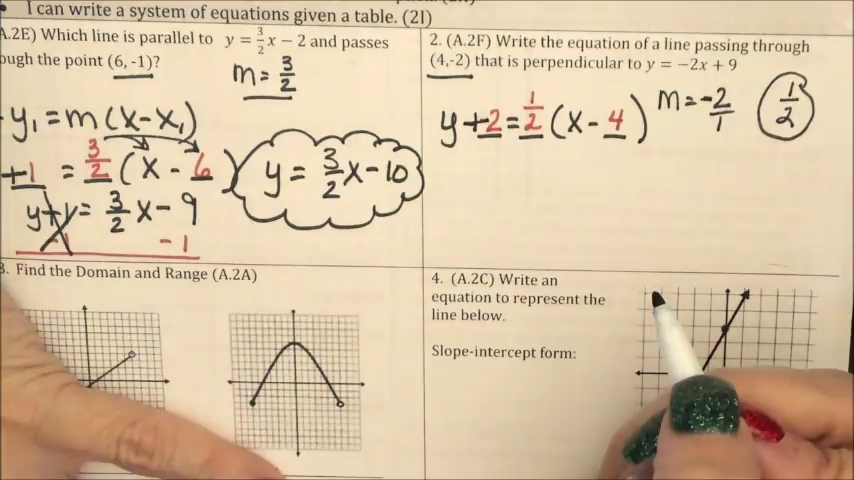 I can write a system of equations given a table. (2I)
A.2E) Which line is parallel to y = 3/2 x − 2 and passes
ough the point (6, -1)?
m = 3/2
y₁ = m(x-x₁)
+1 = 3/2 (x - 6)
y+1 = 3/2 x - 9
-1 -1
y = 3/2 x - 10
2. (A.2F) Write the equation of a line passing through
(4,-2) that is perpendicular to y = −2x + 9
m = -2/1
1/2
y+2 = 1/2 (x - 4)
3. Find the Domain and Range (A.2A)
4. (A.2C) Write an
equation to represent the
line below.
Slope-intercept form: